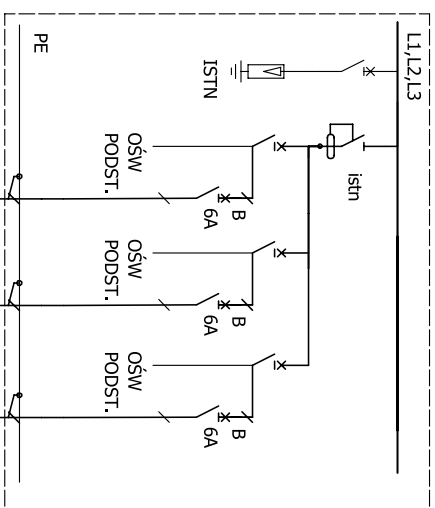 L1,L2,L3
istn
ISTN
B
6A
OŚW
PODST.
B
6A
OŚW
PODST.
B
6A
OŚW
PODST.
PE